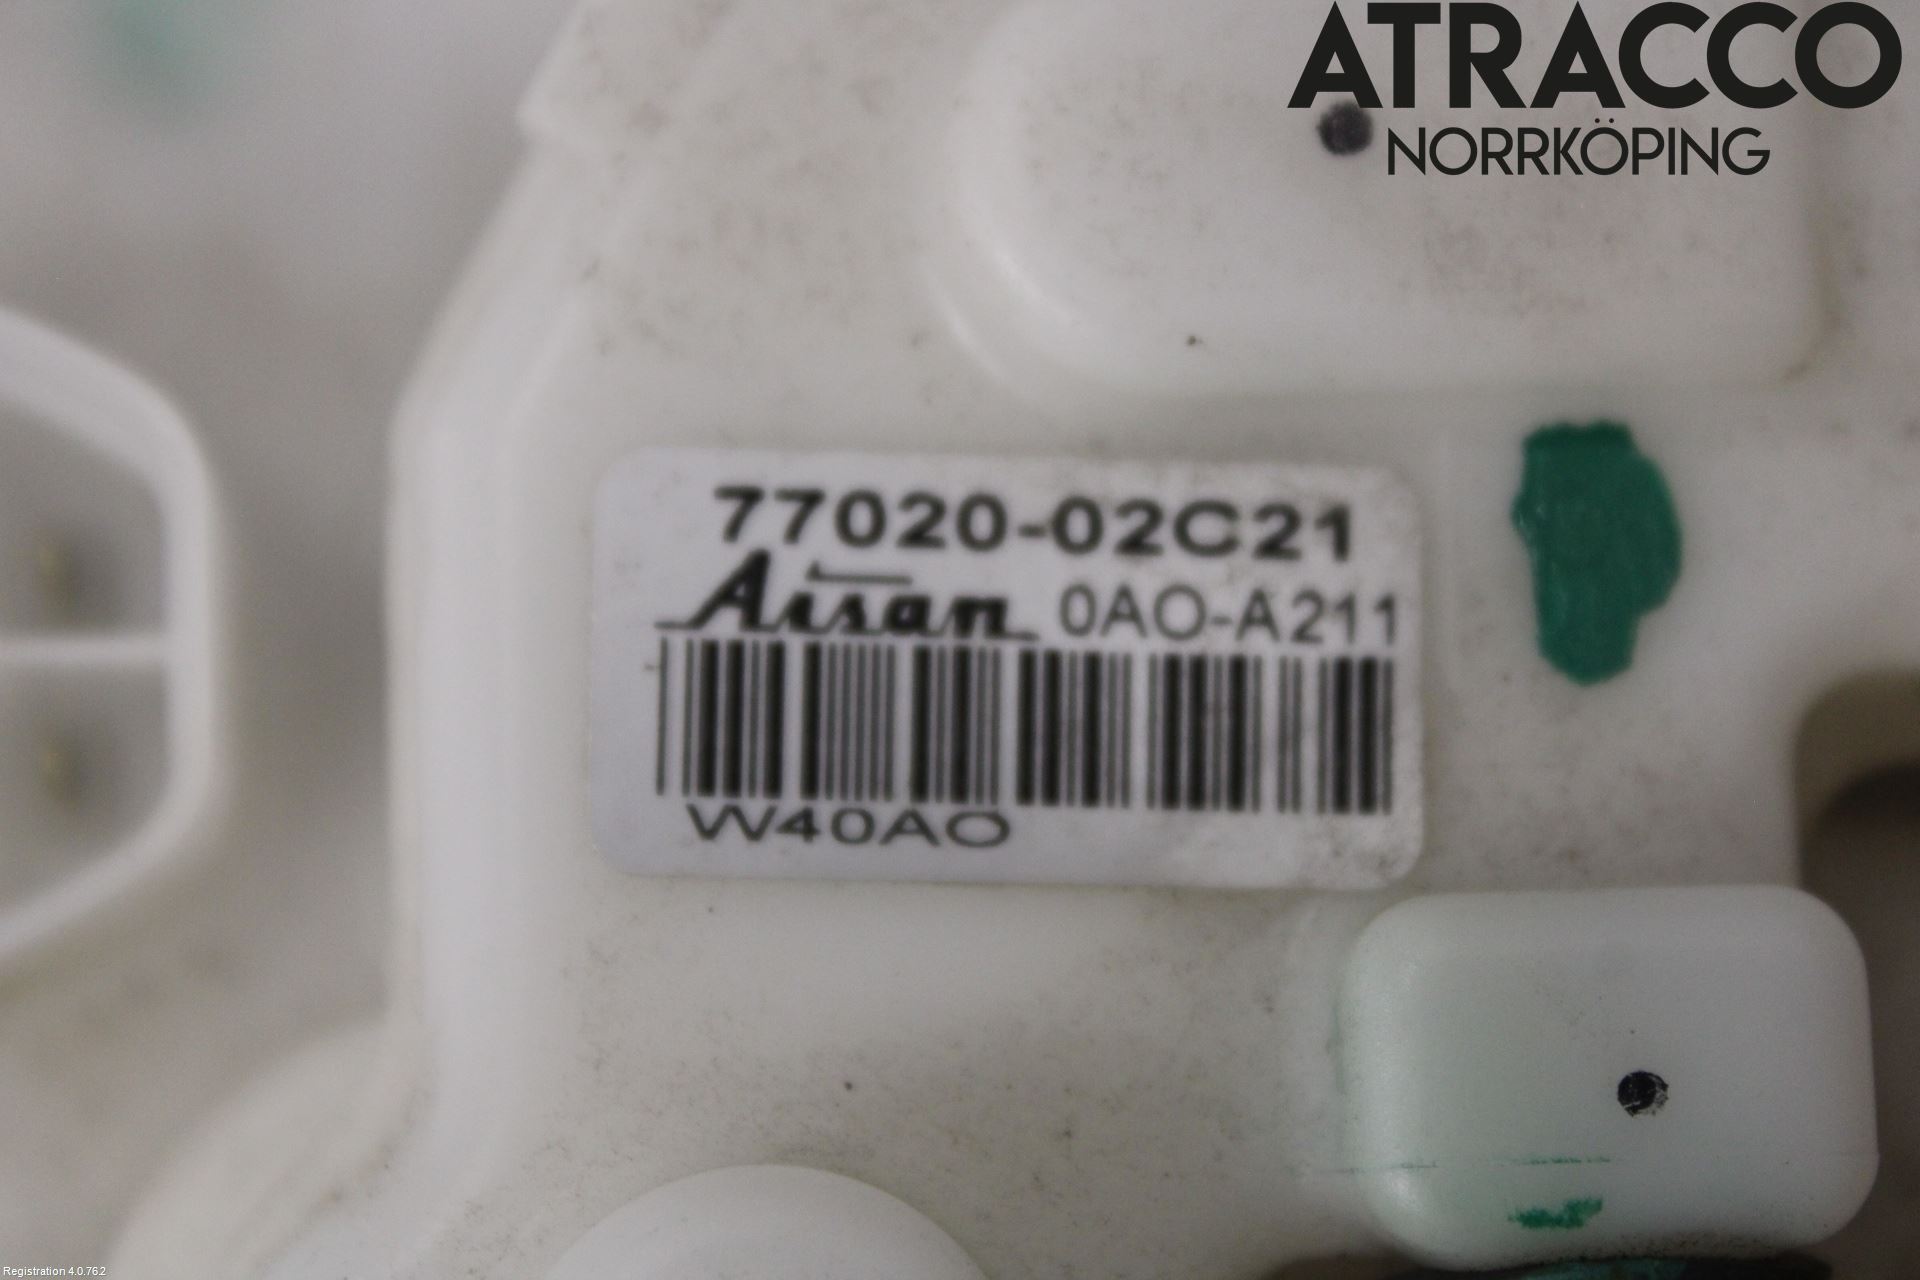 ATRACCO
NORRKÖPING
77020-02C21
Aisan 0AO-A211
W40AO
Registration 4.0.762